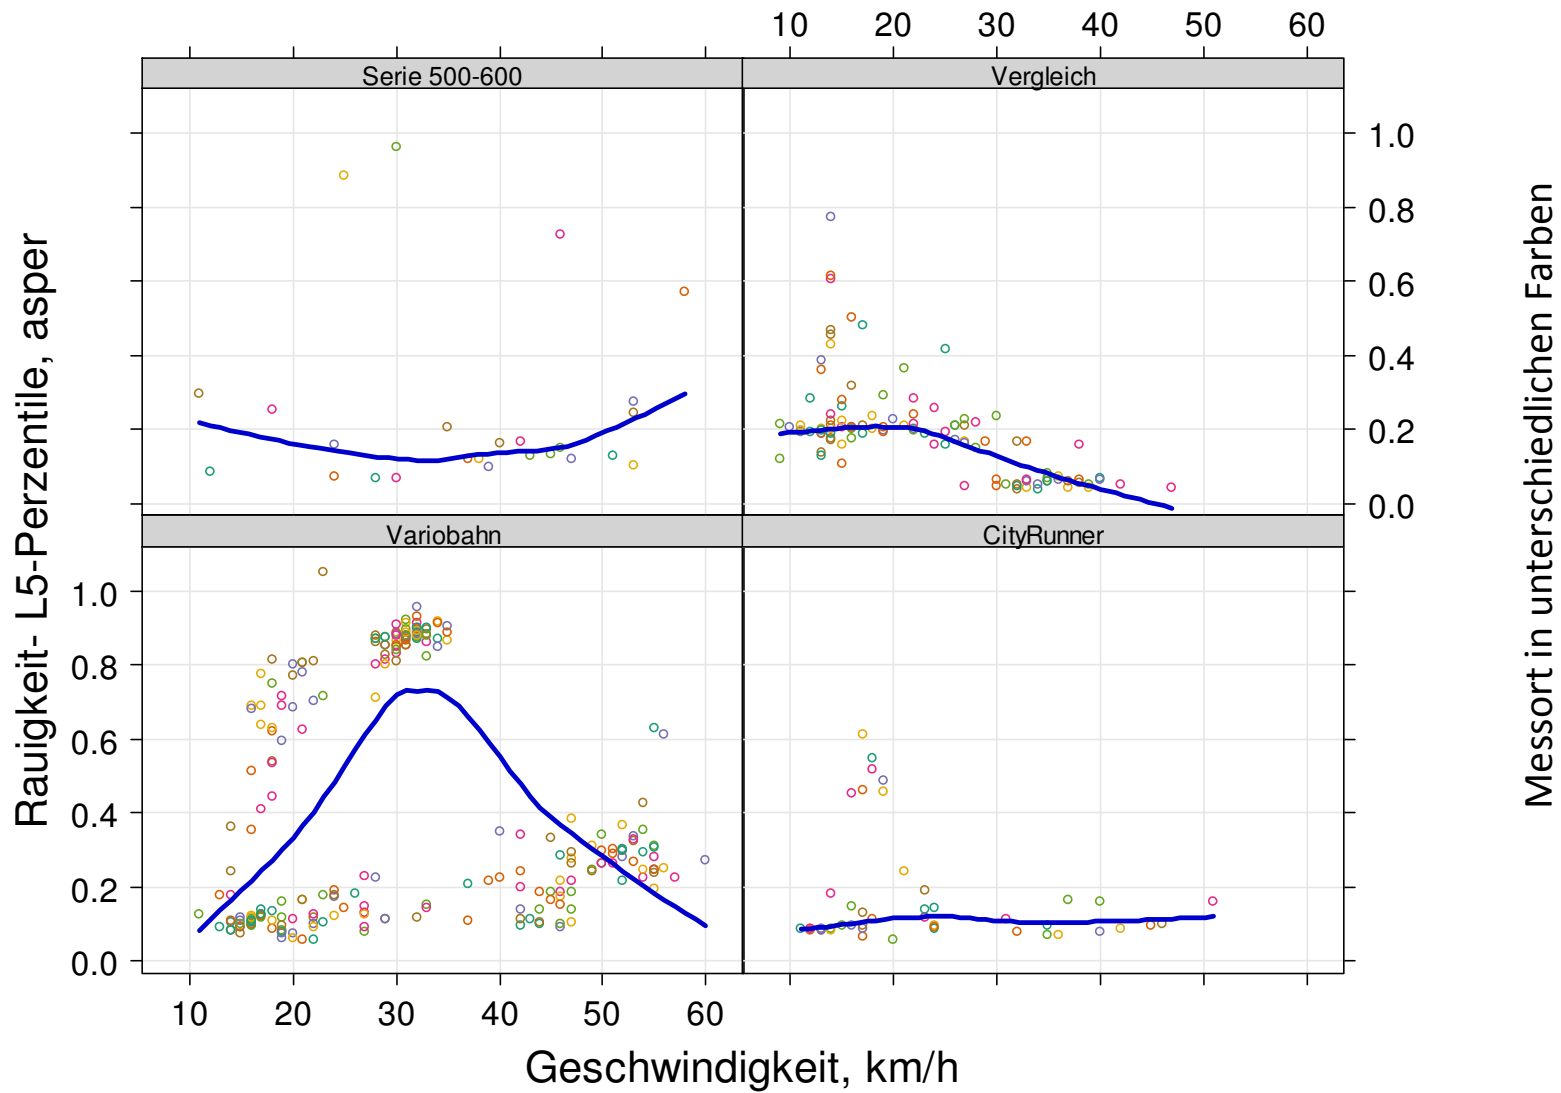 10 20 30 40 50 60
Serie 500-600
Vergleich
1.0
0.8
0.6
0.4
0.2
0.0
Variobahn
CityRunner
1.0
0.8
0.6
0.4
0.2
0.0
10 20 30 40 50 60
Geschwindigkeit, km/h
Rauigkeit- L5-Perzentile, asper
Messort in unterschiedlichen Farben